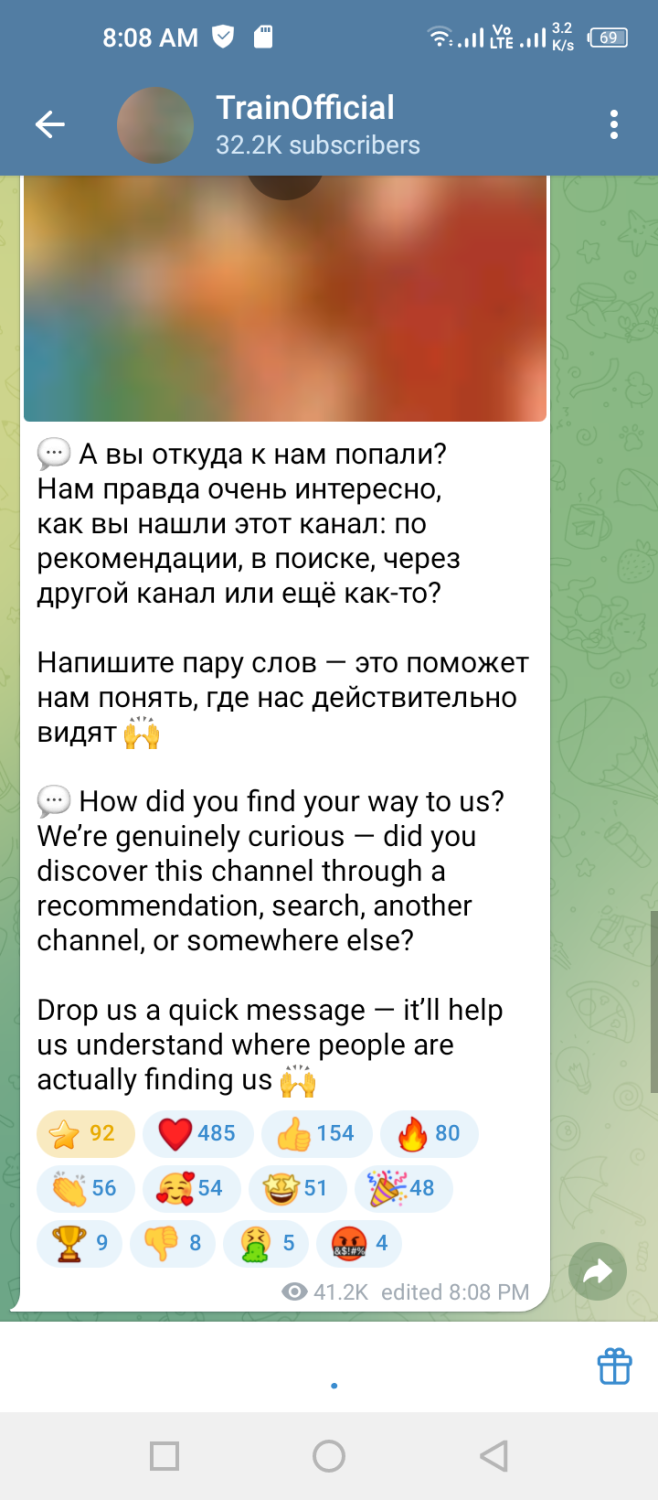 8:08 AM Vo LTE 3.2 K/s 69
TrainOfficial
32.2K subscribers
💬 А вы откуда к нам попали?
Нам правда очень интересно,
как вы нашли этот канал: по
рекомендации, в поиске, через
другой канал или ещё как-то?
Напишите пару слов — это поможет
нам понять, где нас действительно
видят 🙌
💬 How did you find your way to us?
We’re genuinely curious — did you
discover this channel through a
recommendation, search, another
channel, or somewhere else?
Drop us a quick message — it’ll help
us understand where people are
actually finding us 🙌
⭐ 92 ❤️ 485 👍 154 🔥 80
👏 56 🥰 54 🤩 51 🎉 48
🏆 9 👎 8 🤮 5 🤬 4
41.2K edited 8:08 PM